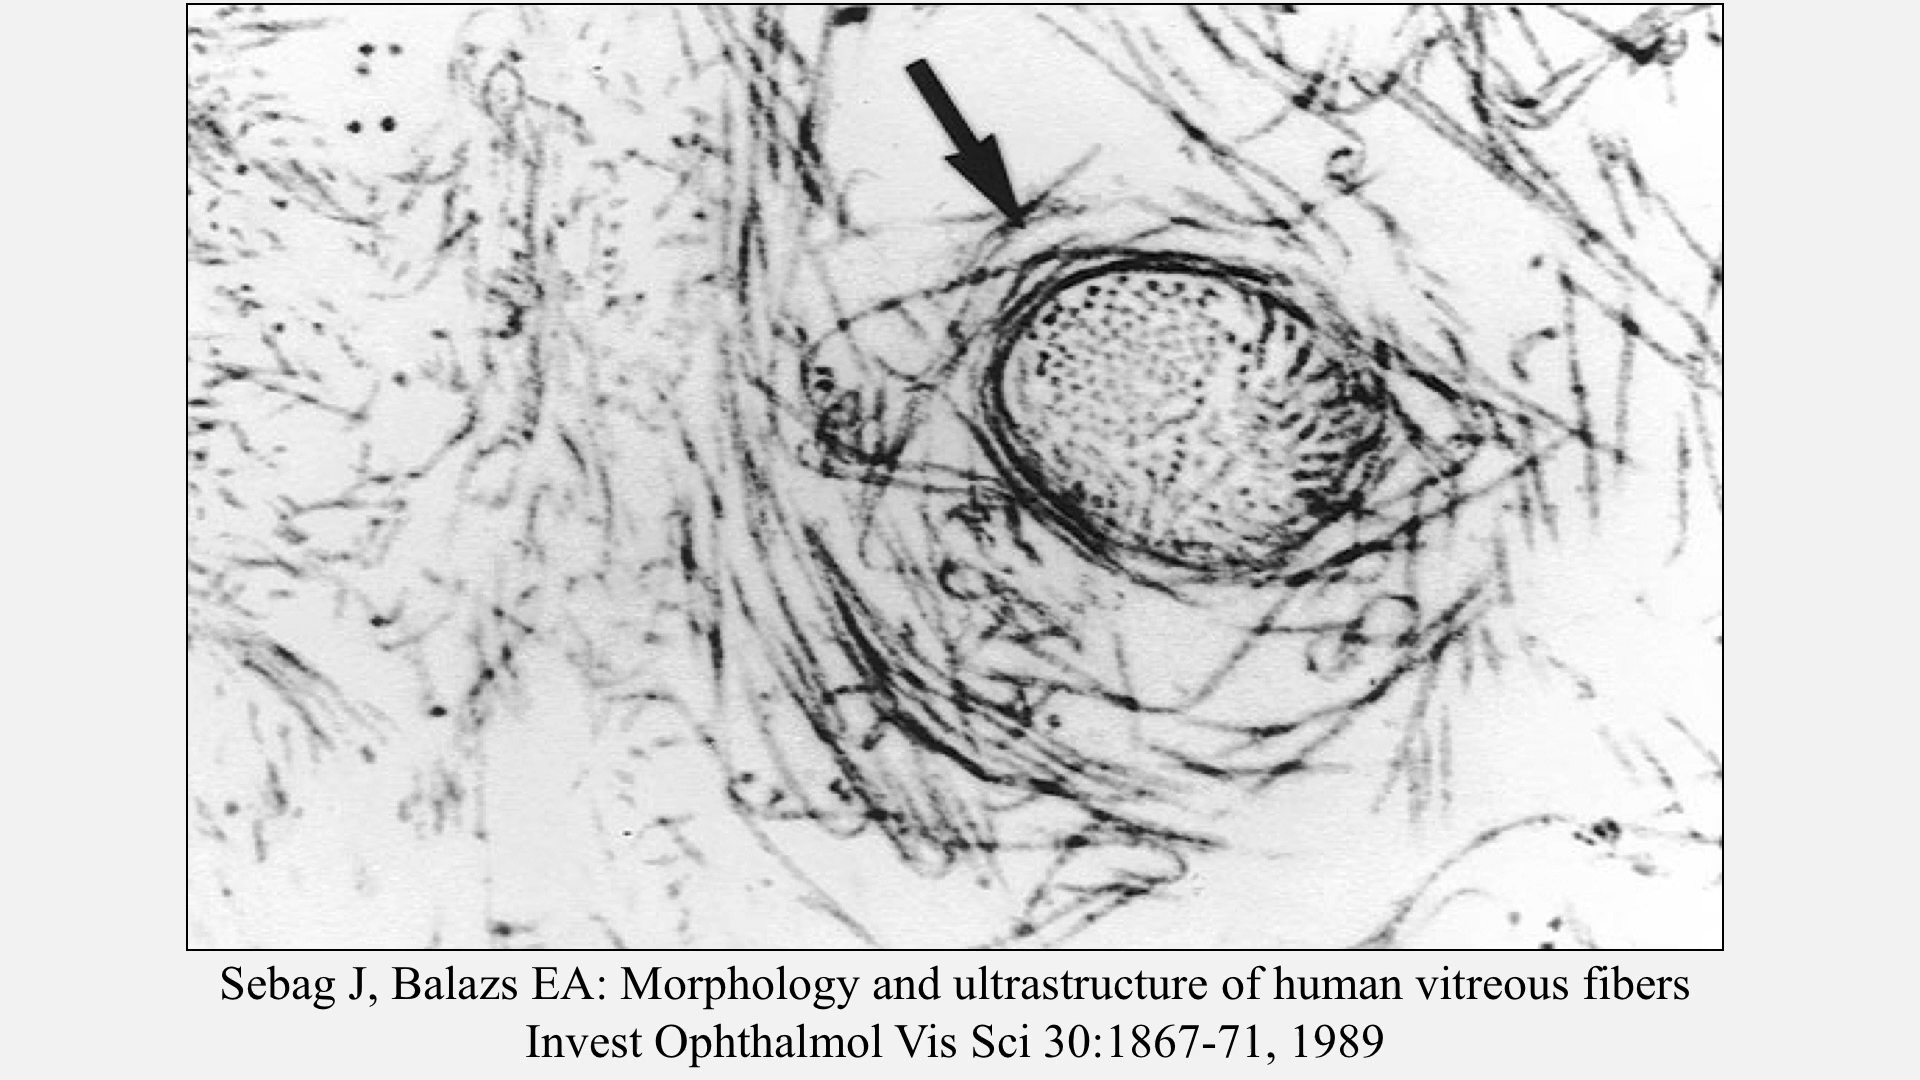 Sebag J, Balazs EA: Morphology and ultrastructure of human vitreous fibers
Invest Ophthalmol Vis Sci 30:1867-71, 1989